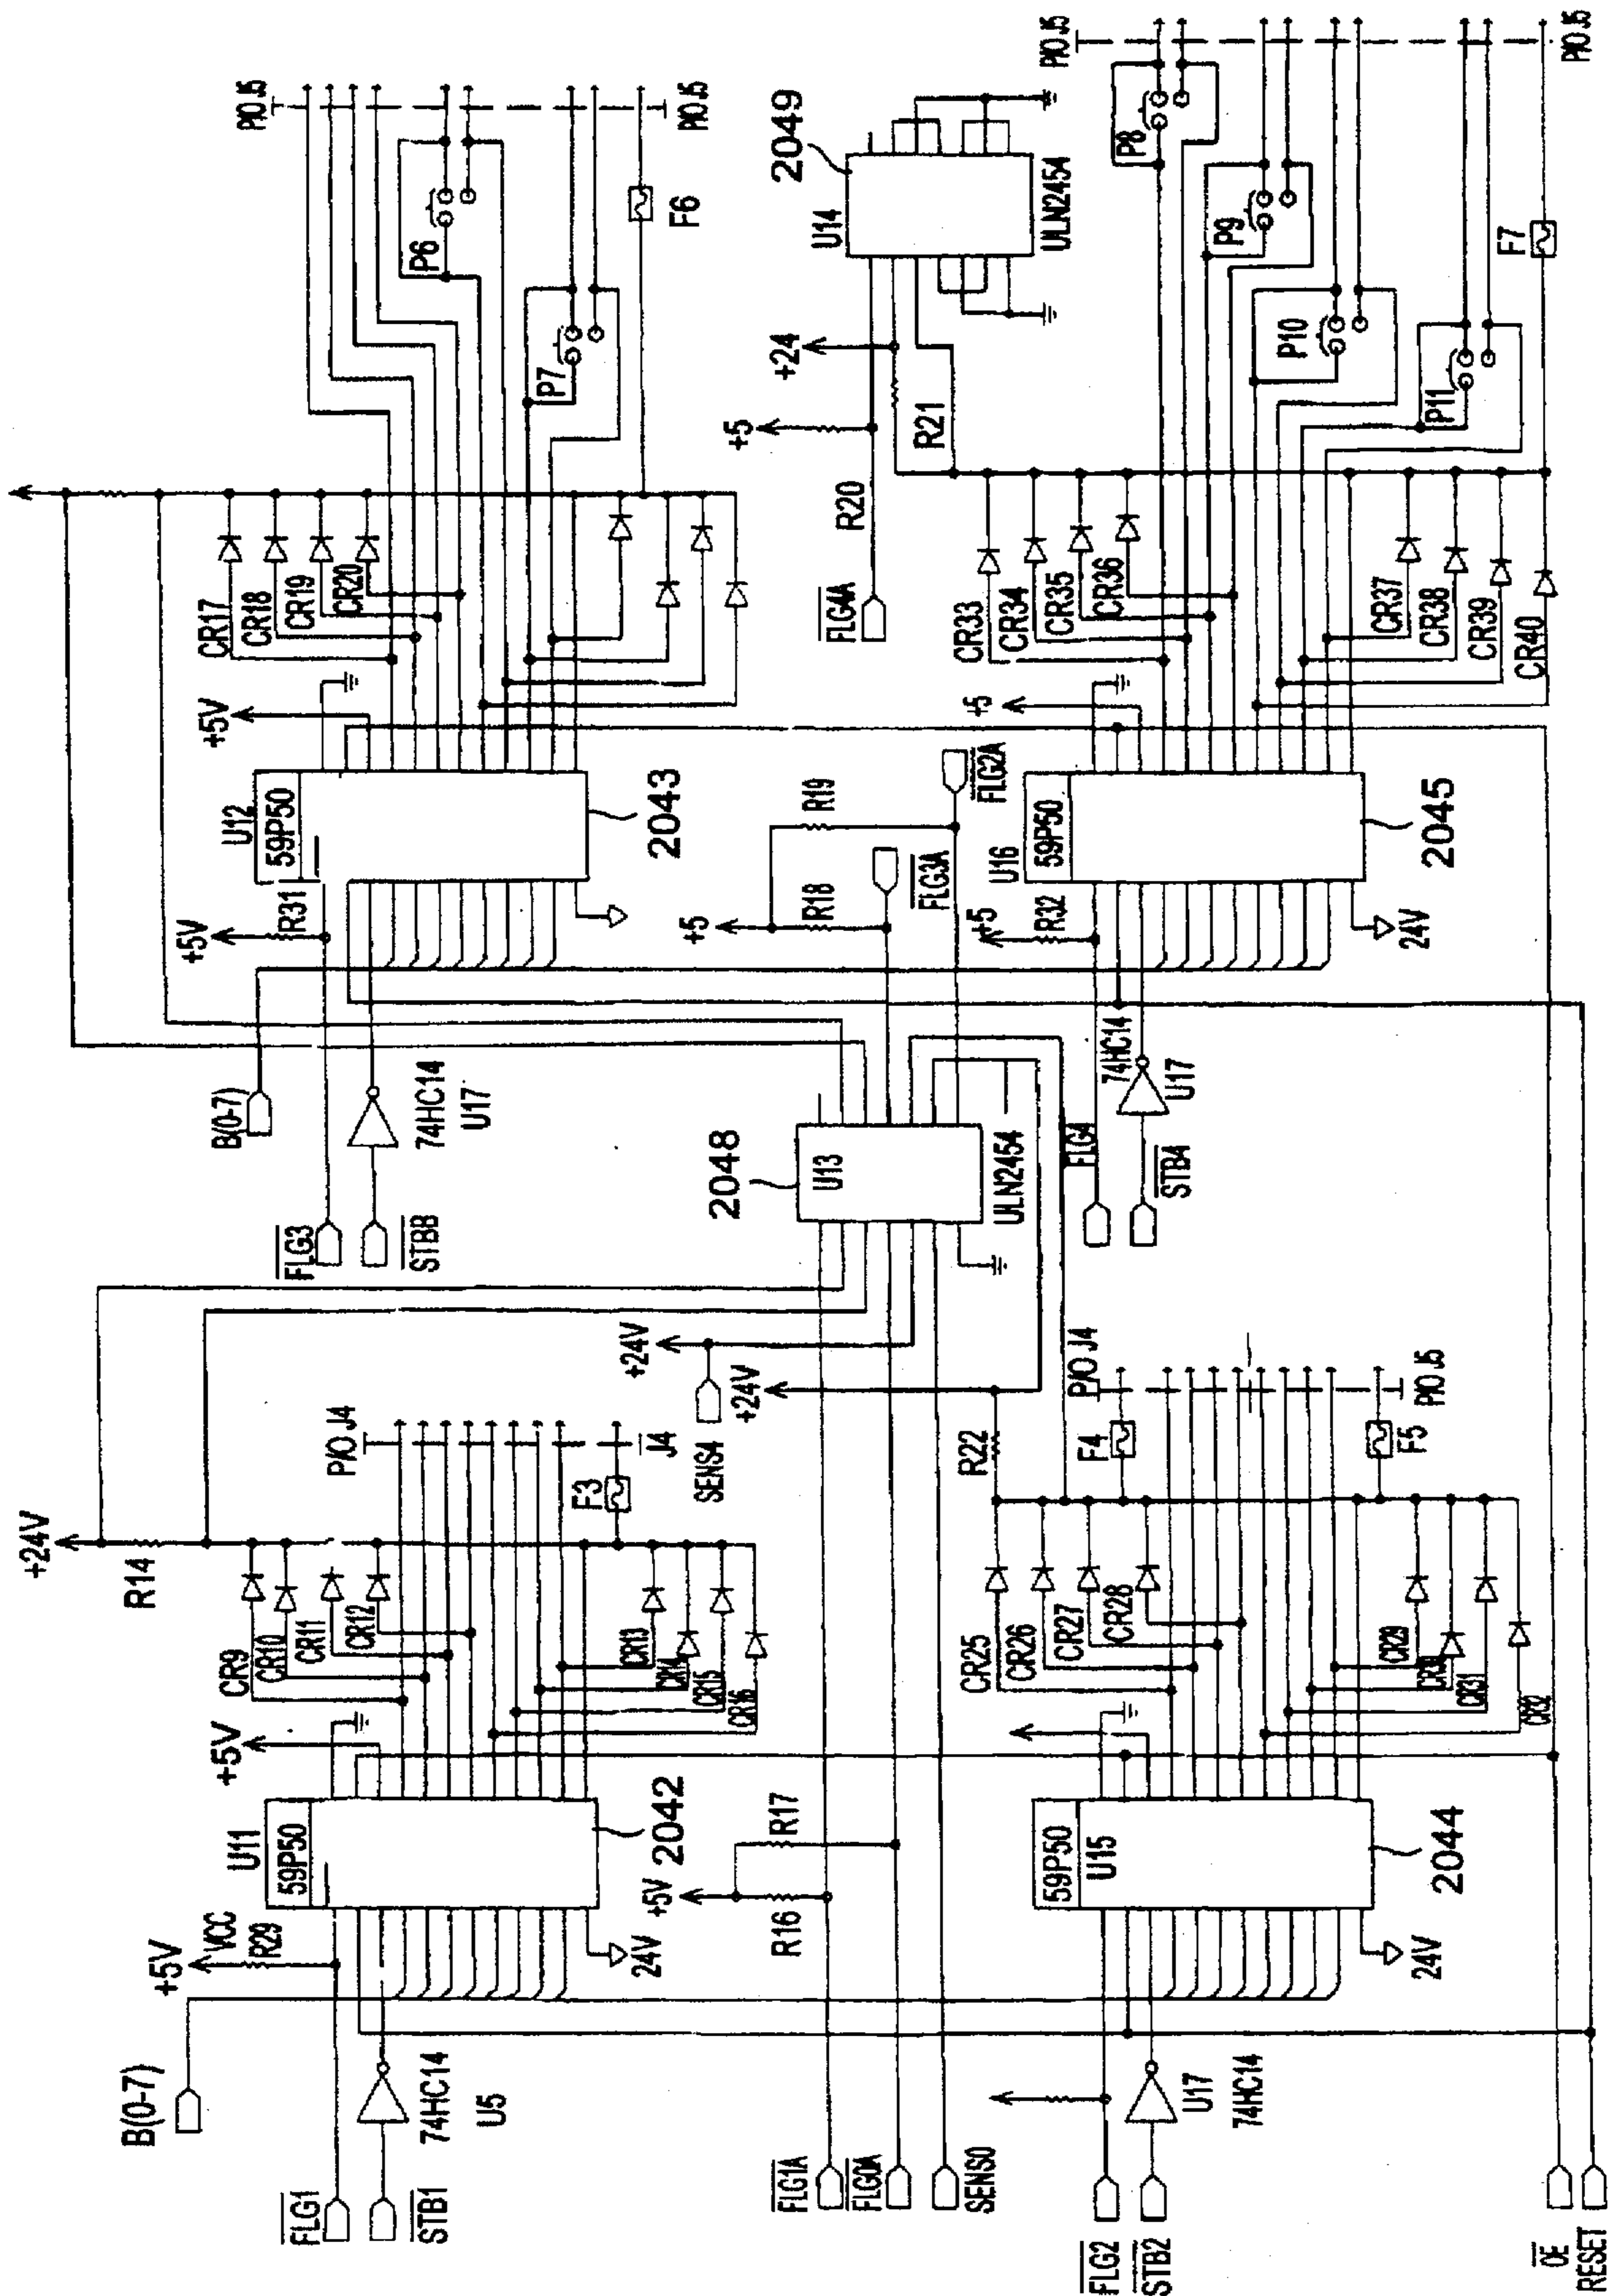 PIO J5
PIO J5
P6
P7
F6
CR17
CR18
CR19
CR20
+5V
U12
59P50
2043
+5V
R31
B(0-7)
74HC14
U17
FLG3
STBB
2049
U14
ULN2454
+24
+5
R21
R20
FLG4A
PIO J5
PIO J5
P8
P9
P10
P11
F7
CR33
CR34
CR35
CR36
CR37
CR38
CR39
CR40
+5
U16
59P50
2045
R19
R18
+5
FLG2A
FLG3A
+5
R32
24V
74HC14
U17
FLG4
STB4
2048
U13
ULN2454
+24V
R14
+24V
SENS4
+24V
P/O J4
J4
F3
CR9
CR10
CR11
CR12
CR13
CR14
CR15
CR16
+5V
U11
59P50
2042
24V
+5V
VCC
R29
B(0-7)
74HC14
U5
FLG1
STB1
R17
+5V
R16
FLG1A
FLG0A
SENS0
P/O J4
PIO J5
R22
F4
F5
CR25
CR26
CR27
CR28
CR29
CR30
CR31
CR32
59P50
U15
2044
24V
U17
74HC14
FLG2
STB2
OE
RESET